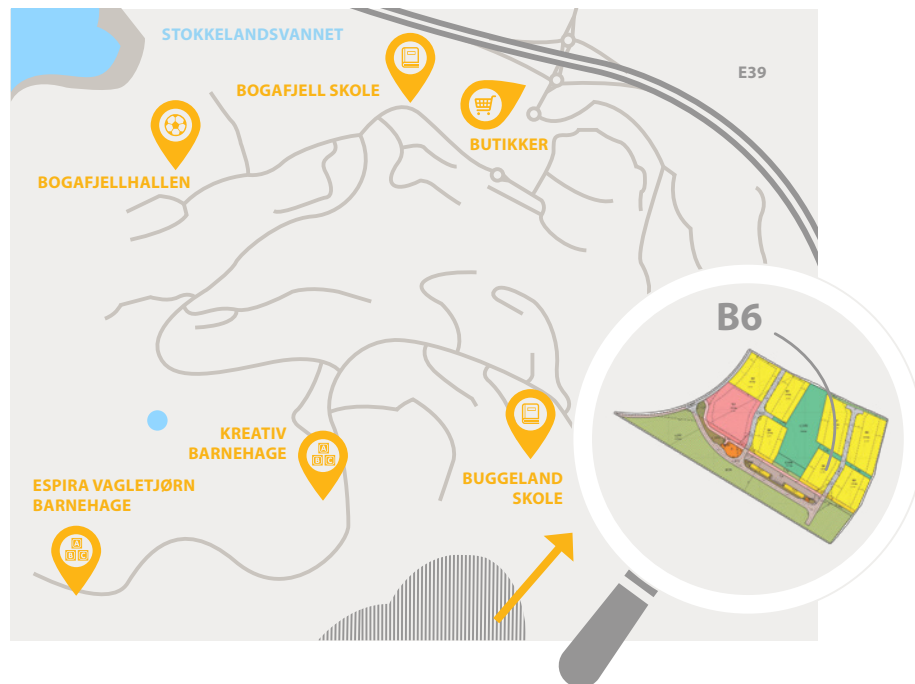 STOKKELANDSVANNET
E39
BOGAFJELL SKOLE
BUTIKKER
BOGAFJELLHALLEN
B6
KREATIV
BARNEHAGE
A
B C
BUGGELAND
SKOLE
ESPIRA VAGLETJØRN
BARNEHAGE
A
B C